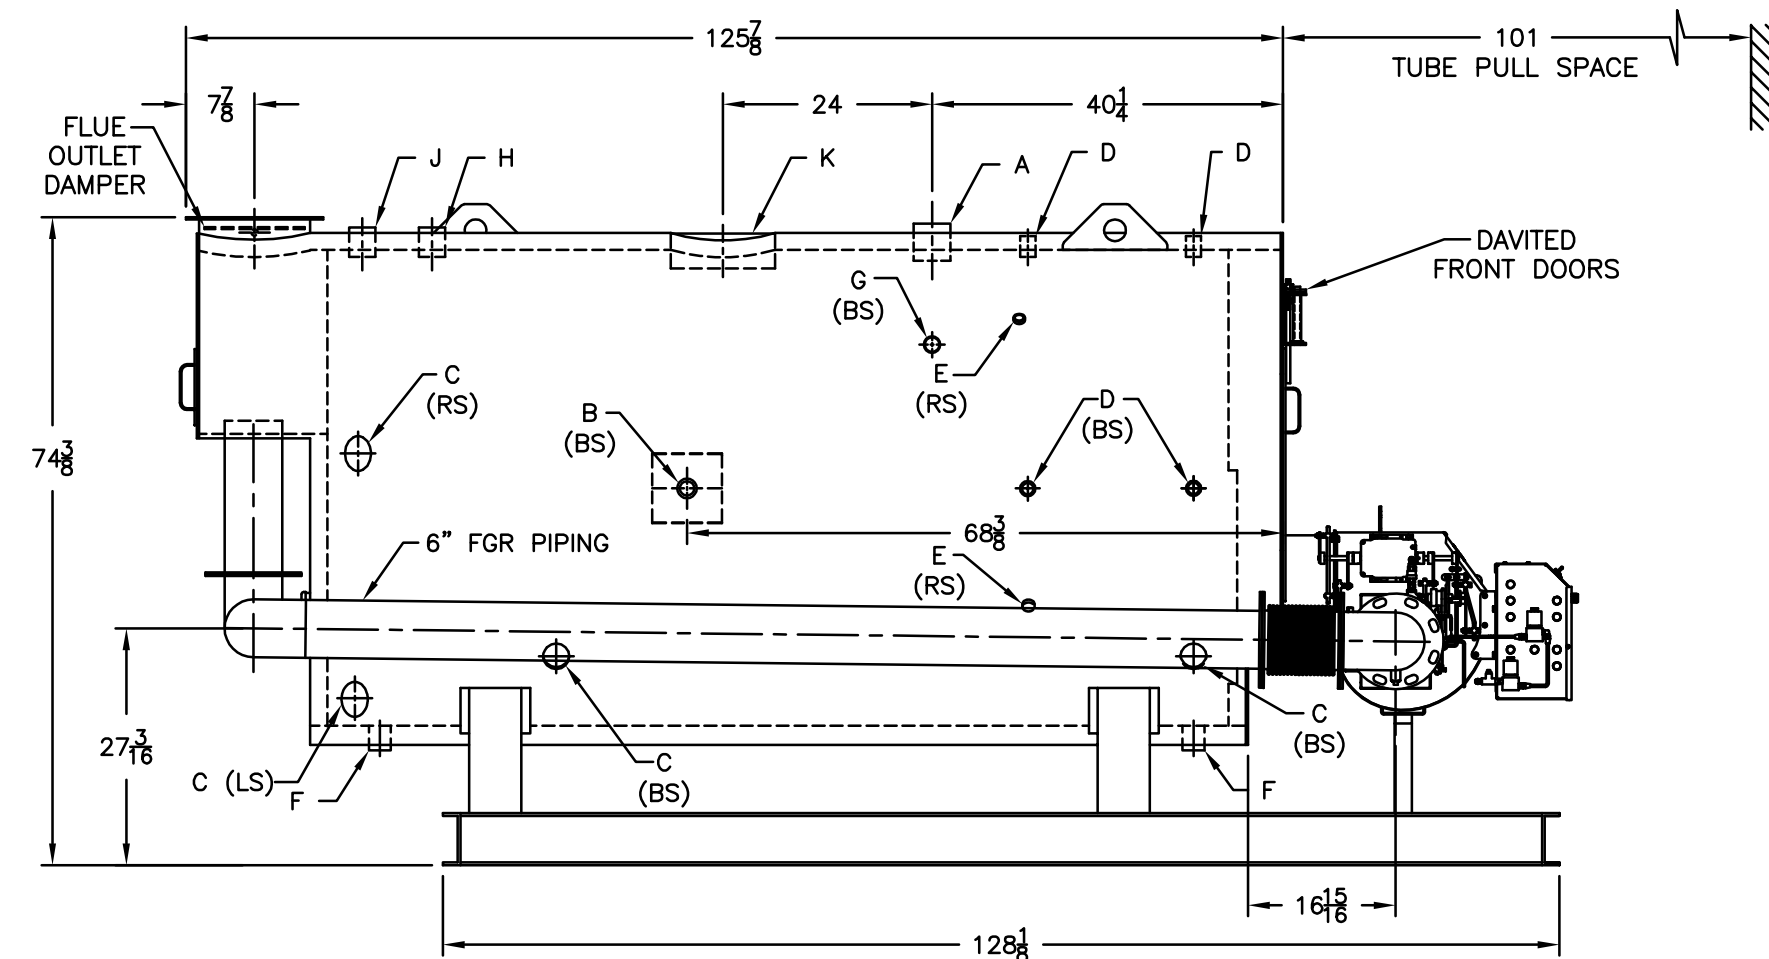 125 7/8
101
TUBE PULL SPACE
7 7/8
24
40 1/4
FLUE
OUTLET
DAMPER
J
H
K
A
D
D
DAVITED
FRONT DOORS
G
(BS)
E
(RS)
C
(RS)
B
(BS)
D
(BS)
74 3/8
68 3/8
6" FGR PIPING
E
(RS)
27 3/16
C (LS)
F
C
(BS)
C
(BS)
F
16 15/16
128 1/8